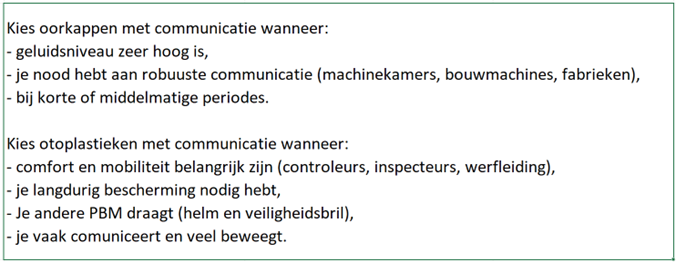 Kies oorkappen met communicatie wanneer:
- geluidsniveau zeer hoog is,
- je nood hebt aan robuuste communicatie (machinekamers, bouwmachines, fabrieken),
- bij korte of middelmatige periodes.
Kies otoplastieken met communicatie wanneer:
- comfort en mobiliteit belangrijk zijn (controleurs, inspecteurs, werfleiding),
- je langdurig bescherming nodig hebt,
- Je andere PBM draagt (helm en veiligheidsbril),
- je vaak comuniceert en veel beweegt.